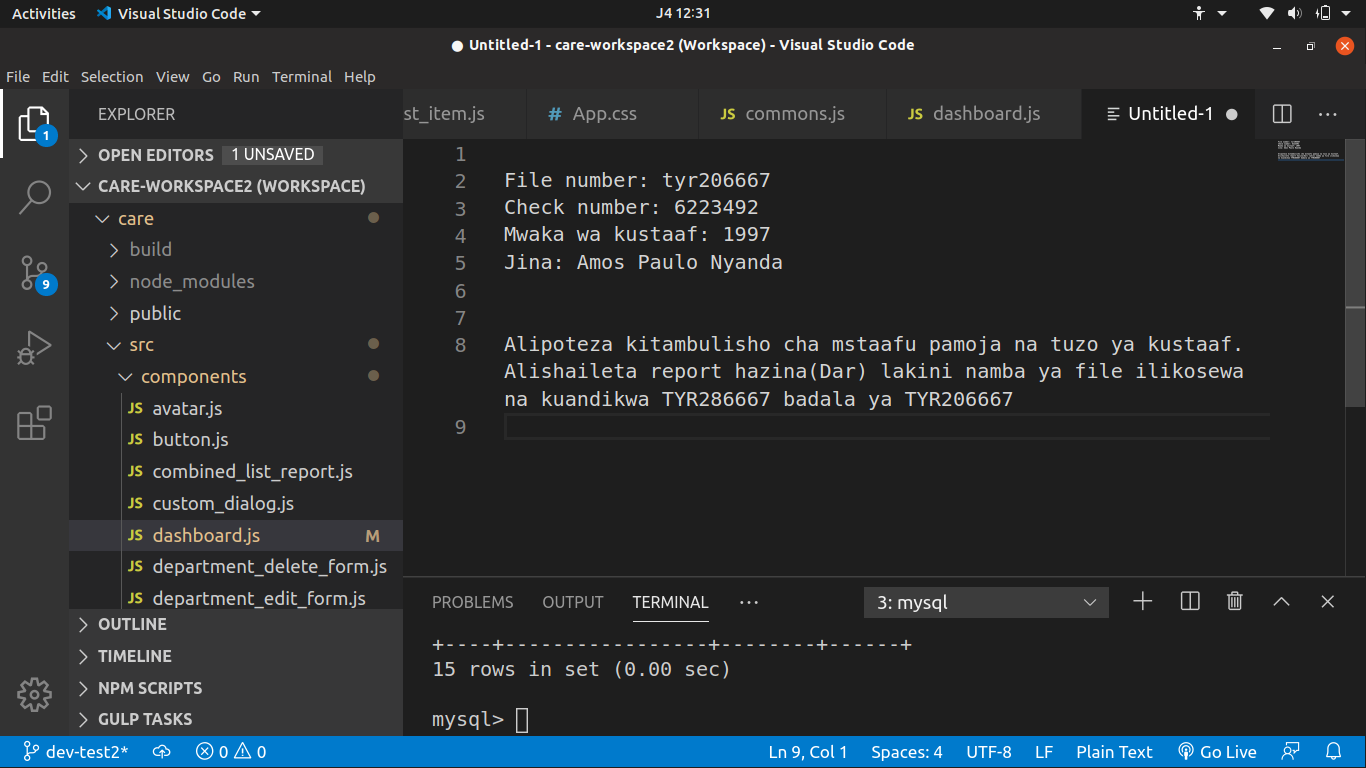 Activities Visual Studio Code J4 12:31
Untitled-1 - care-workspace2 (Workspace) - Visual Studio Code
File Edit Selection View Go Run Terminal Help
EXPLORER
OPEN EDITORS 1 UNSAVED
CARE-WORKSPACE2 (WORKSPACE)
care
build
node_modules
public
src
components
JS avatar.js
JS button.js
JS combined_list_report.js
JS custom_dialog.js
JS dashboard.js M
JS department_delete_form.js
JS department_edit_form.js
OUTLINE
TIMELINE
NPM SCRIPTS
GULP TASKS
1
9
st_item.js # App.css JS commons.js JS dashboard.js Untitled-1
1
2 File number: tyr206667
3 Check number: 6223492
4 Mwaka wa kustaaf: 1997
5 Jina: Amos Paulo Nyanda
6
7
8 Alipoteza kitambulisho cha mstaafu pamoja na tuzo ya kustaaf.
Alishaileta report hazina(Dar) lakini namba ya file ilikosewa
na kuandikwa TYR286667 badala ya TYR206667
9
PROBLEMS OUTPUT TERMINAL ··· 3: mysql
+----+-----------------+--------+------+
15 rows in set (0.00 sec)
mysql>
dev-test2* 0 0 Ln 9, Col 1 Spaces: 4 UTF-8 LF Plain Text Go Live